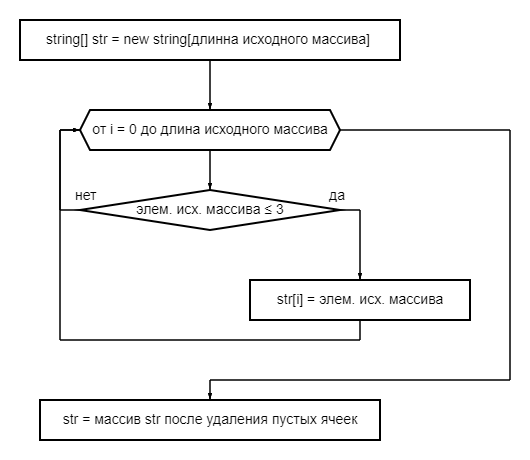 string[] str = new string[длинна исходного массива]
от i = 0 до длина исходного массива
нет
да
элем. исх. массива ≤ 3
str[i] = элем. исх. массива
str = массив str после удаления пустых ячеек